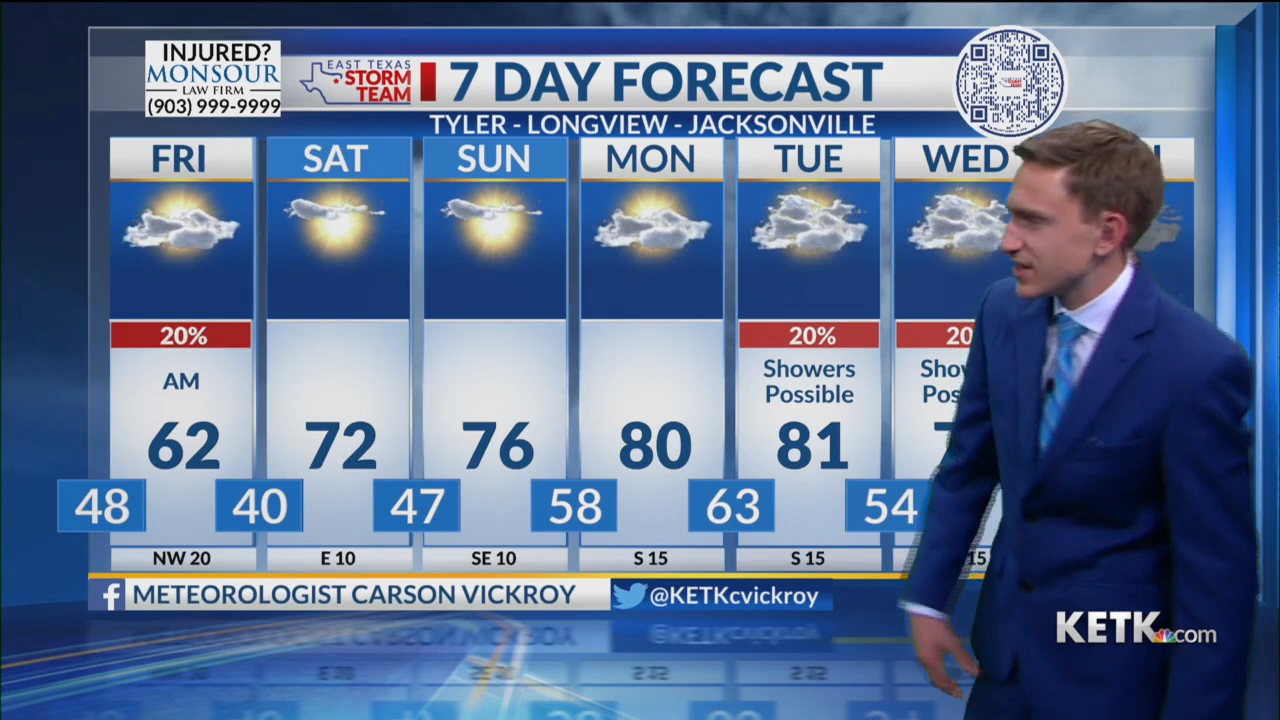 INJURED?
MONSOUR
LAW FIRM
(903) 999-9999
EAST TEXAS
STORM
TEAM
7 DAY FORECAST
TYLER - LONGVIEW - JACKSONVILLE
FRI SAT SUN MON TUE WED
20% 20% 20
AM
Showers
Possible
62 72 76 80 81
48 40 47 58 63 54
NW 20 E 10 SE 10 S 15 S 15 15
METEOROLOGIST CARSON VICKROY @KETKcvickroy
KETK.com